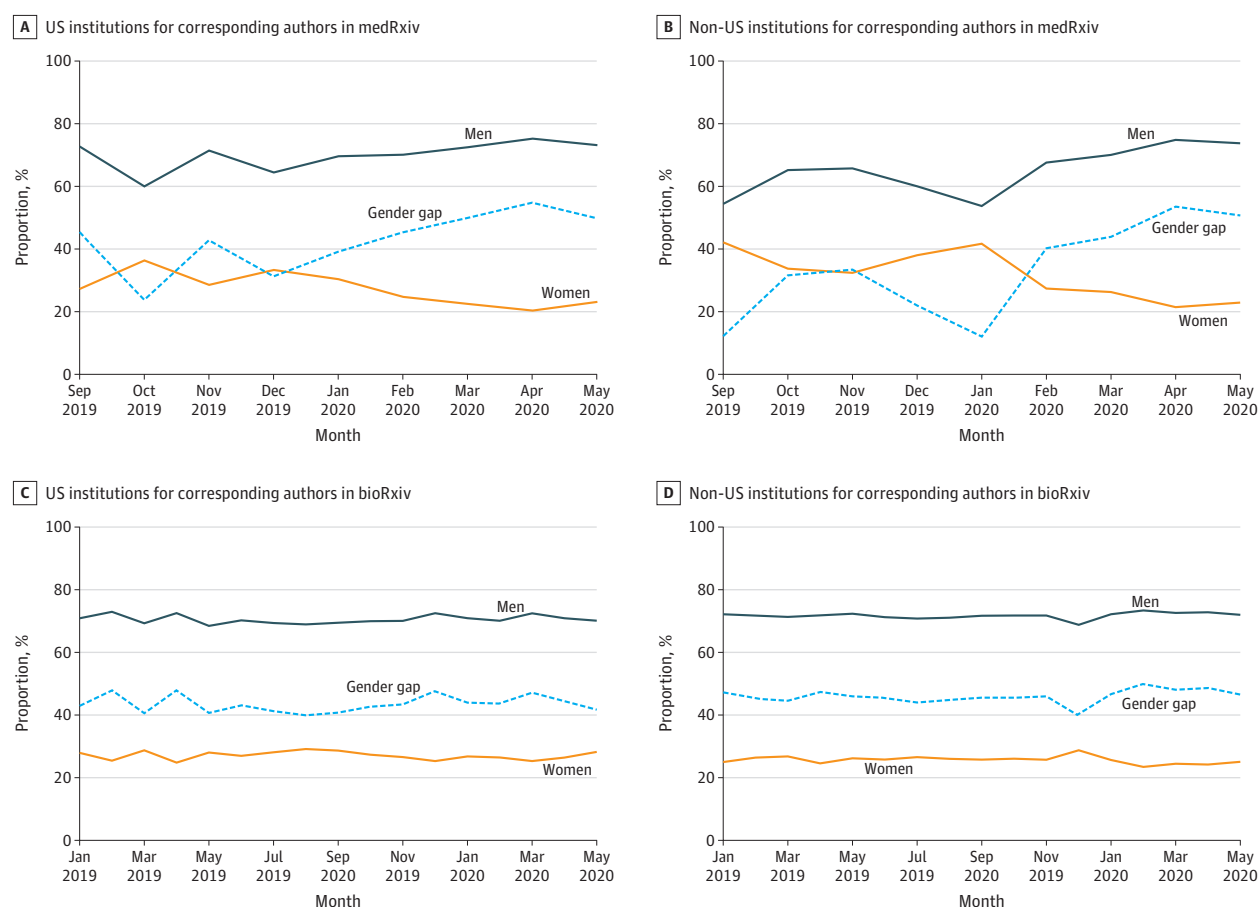 A US institutions for corresponding authors in medRxiv
100
80
60
40
20
0
Proportion, %
Men
Gender gap
Women
Sep 2019
Oct 2019
Nov 2019
Dec 2019
Jan 2020
Feb 2020
Mar 2020
Apr 2020
May 2020
Month
B Non-US institutions for corresponding authors in medRxiv
100
80
60
40
20
0
Proportion, %
Men
Gender gap
Women
Sep 2019
Oct 2019
Nov 2019
Dec 2019
Jan 2020
Feb 2020
Mar 2020
Apr 2020
May 2020
Month
C US institutions for corresponding authors in bioRxiv
100
80
60
40
20
0
Proportion, %
Men
Gender gap
Women
Jan 2019
Mar 2019
May 2019
Jul 2019
Sep 2019
Nov 2019
Jan 2020
Mar 2020
May 2020
Month
D Non-US institutions for corresponding authors in bioRxiv
100
80
60
40
20
0
Proportion, %
Men
Gender gap
Women
Jan 2019
Mar 2019
May 2019
Jul 2019
Sep 2019
Nov 2019
Jan 2020
Mar 2020
May 2020
Month